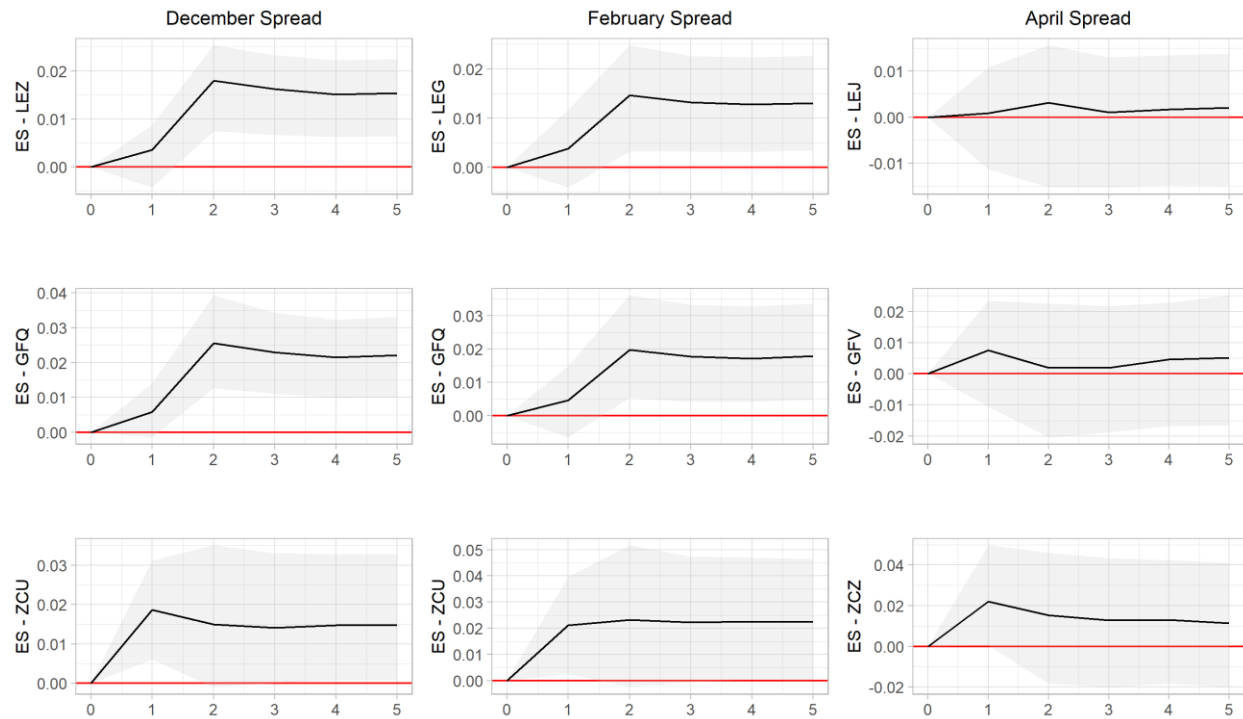 December Spread
February Spread
April Spread
ES - LEZ
0.02
0.01
0.00
0 1 2 3 4 5
ES - LEG
0.02
0.01
0.00
0 1 2 3 4 5
ES - LEJ
0.01
0.00
-0.01
0 1 2 3 4 5
ES - GFQ
0.04
0.03
0.02
0.01
0.00
0 1 2 3 4 5
ES - GFQ
0.03
0.02
0.01
0.00
0 1 2 3 4 5
ES - GFV
0.02
0.01
0.00
-0.01
-0.02
0 1 2 3 4 5
ES - ZCU
0.03
0.02
0.01
0.00
0 1 2 3 4 5
ES - ZCU
0.05
0.04
0.03
0.02
0.01
0.00
0 1 2 3 4 5
ES - ZCZ
0.04
0.02
0.00
-0.02
0 1 2 3 4 5